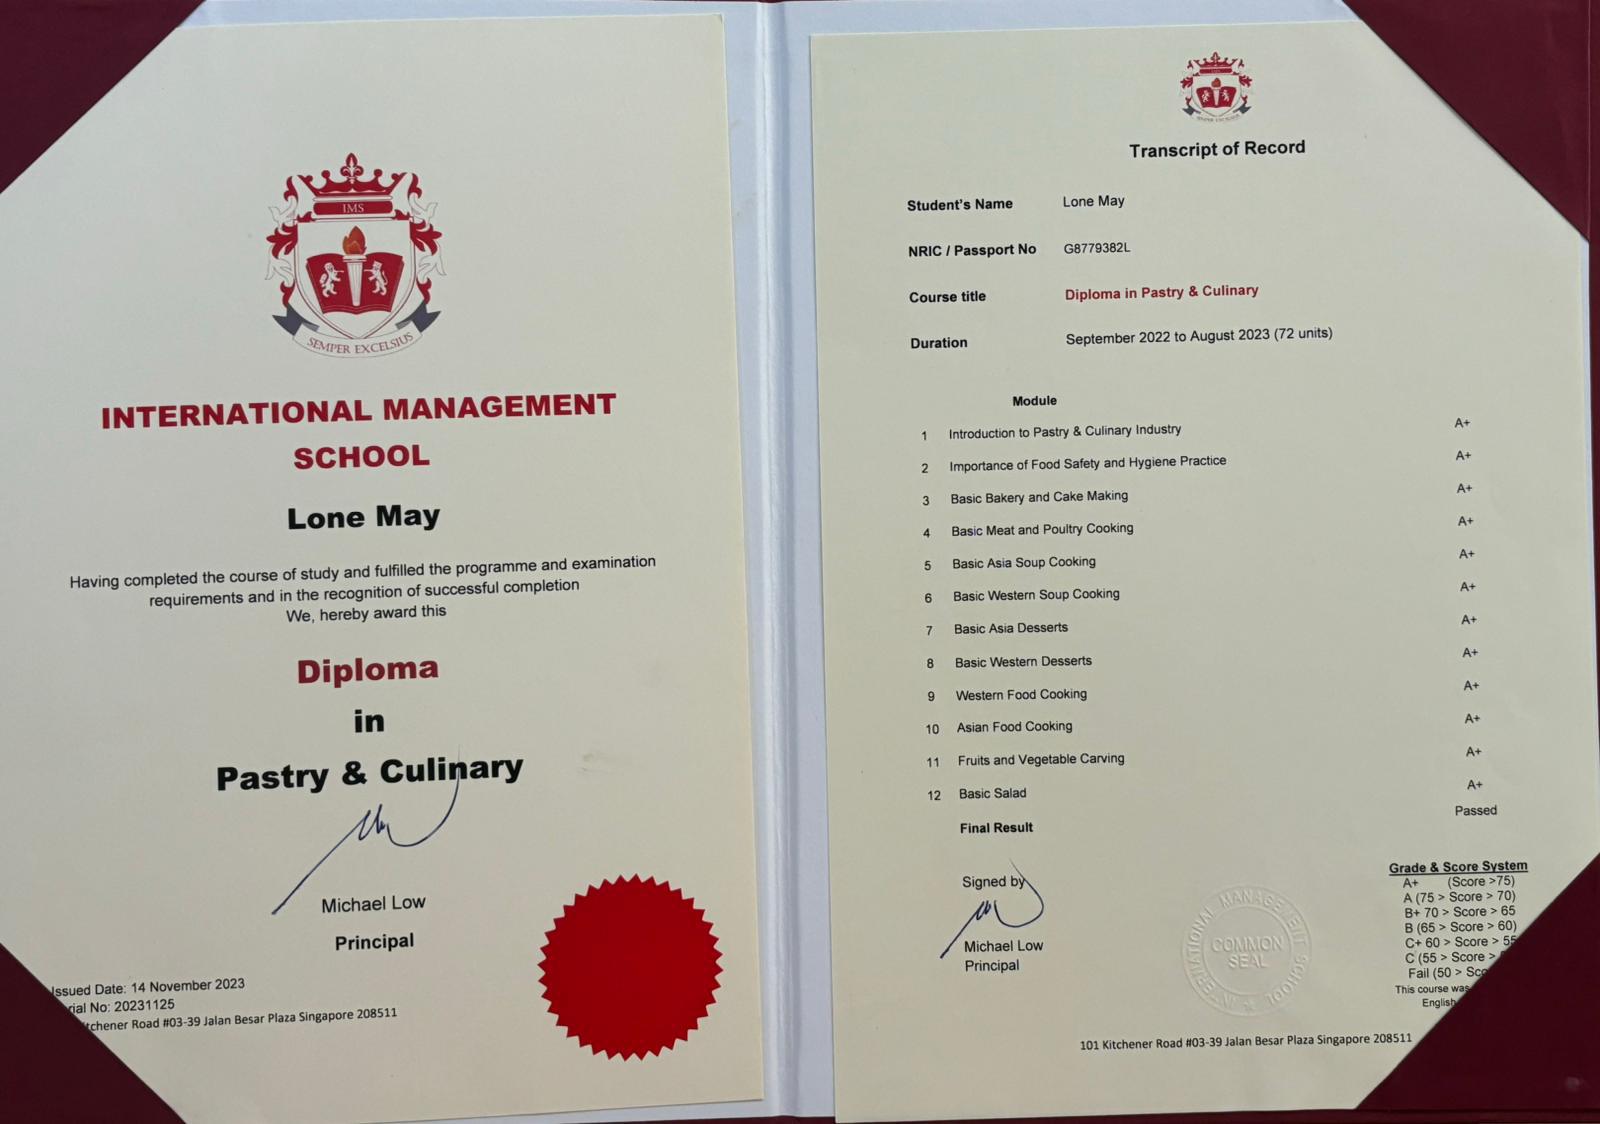 IMS
SEMPER EXCELSIUS
INTERNATIONAL MANAGEMENT
SCHOOL
Lone May
Having completed the course of study and fulfilled the programme and examination
requirements and in the recognition of successful completion
We, hereby award this
Diploma
in
Pastry & Culinary
Michael Low
Principal
Issued Date: 14 November 2023
rial No: 20231125
tchener Road #03-39 Jalan Besar Plaza Singapore 208511
Transcript of Record
Student's Name Lone May
NRIC / Passport No G8779382L
Course title Diploma in Pastry & Culinary
Duration September 2022 to August 2023 (72 units)
Module
1 Introduction to Pastry & Culinary Industry A+
2 Importance of Food Safety and Hygiene Practice A+
3 Basic Bakery and Cake Making A+
4 Basic Meat and Poultry Cooking A+
5 Basic Asia Soup Cooking A+
6 Basic Western Soup Cooking A+
7 Basic Asia Desserts A+
8 Basic Western Desserts A+
9 Western Food Cooking A+
10 Asian Food Cooking A+
11 Fruits and Vegetable Carving A+
12 Basic Salad A+
Final Result Passed
Signed by
Michael Low
Principal
INTERNATIONAL MANAGEMENT SCHOOL
COMMON
SEAL
Grade & Score System
A+ (Score >75)
A (75 > Score > 70)
B+ 70 > Score > 65
B (65 > Score > 60)
C+ 60 > Score > 55
C (55 > Score >
Fail (50 > Sco
This course was
English
101 Kitchener Road #03-39 Jalan Besar Plaza Singapore 208511